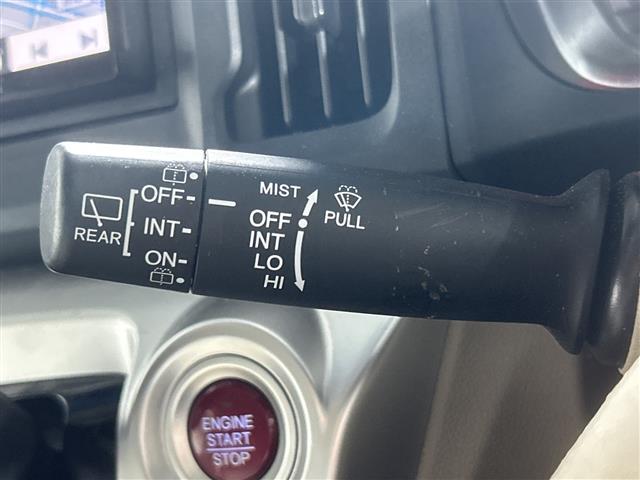 REAR
OFF
INT
ON
MIST
OFF
INT
LO
HI
PULL
ENGINE
START
STOP